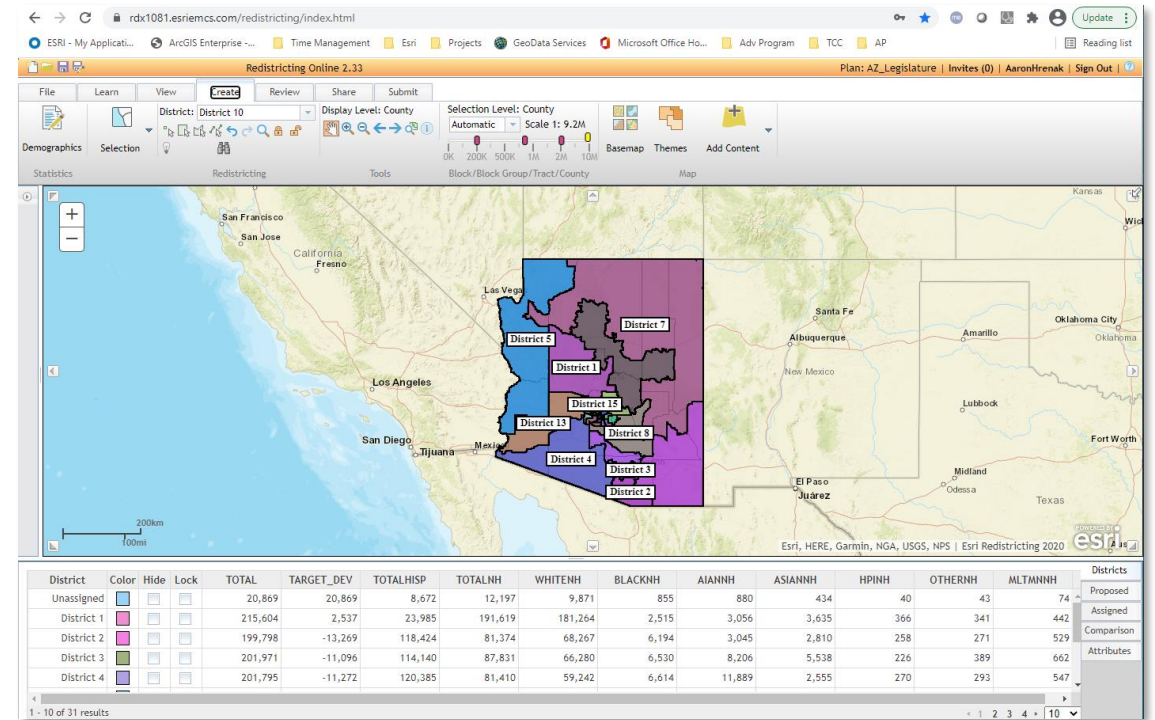 rdx1081.esriemcs.com/redistricting/index.html Update
ESRI - My Applicati... ArcGIS Enterprise -... Time Management Esri Projects GeoData Services Microsoft Office Ho... Adv Program TCC AP Reading list
Redistricting Online 2.33 Plan: AZ_Legislature | Invites (0) | AaronHrenak | Sign Out |
File Learn View Create Review Share Submit
District: District 10 Display Level: County Selection Level: County
Automatic Scale 1: 9.2M
Demographics Selection Basemap Themes Add Content
0K 200K 500K 1M 2M 10M
Statistics Redistricting Tools Block/Block Group/Tract/County Map
Kansas
San Francisco
Wic
San Jose
California
Fresno
Las Vega
Santa Fe
Oklahoma City
District 7
Amarillo
Oklahoma
District 5
Albuquerque
District 1
New Mexico
Los Angeles
District 15
Lubbock
District 13
District 8
San Diego
Mexic
Fort Worth
Tijuana
District 4
District 3
Midland
El Paso
Odessa
District 2
Juárez
Texas
200km
100mi
POWERED BY
esri
Esri, HERE, Garmin, NGA, USGS, NPS | Esri Redistricting 2020
District Color Hide Lock TOTAL TARGET_DEV TOTALHISP TOTALNH WHITENH BLACKNH AIANNH ASIANNH HPINH OTHERNH MLTMNNH Districts
Unassigned 20,869 20,869 8,672 12,197 9,871 855 880 434 40 43 74 Proposed
District 1 215,604 2,537 23,985 191,619 181,264 2,515 3,056 3,635 366 341 442 Assigned
District 2 199,798 -13,269 118,424 81,374 68,267 6,194 3,045 2,810 258 271 529 Comparison
District 3 201,971 -11,096 114,140 87,831 66,280 6,530 8,206 5,538 226 389 662 Attributes
District 4 201,795 -11,272 120,385 81,410 59,242 6,614 11,889 2,555 270 293 547
1 - 10 of 31 results 1 2 3 4 10